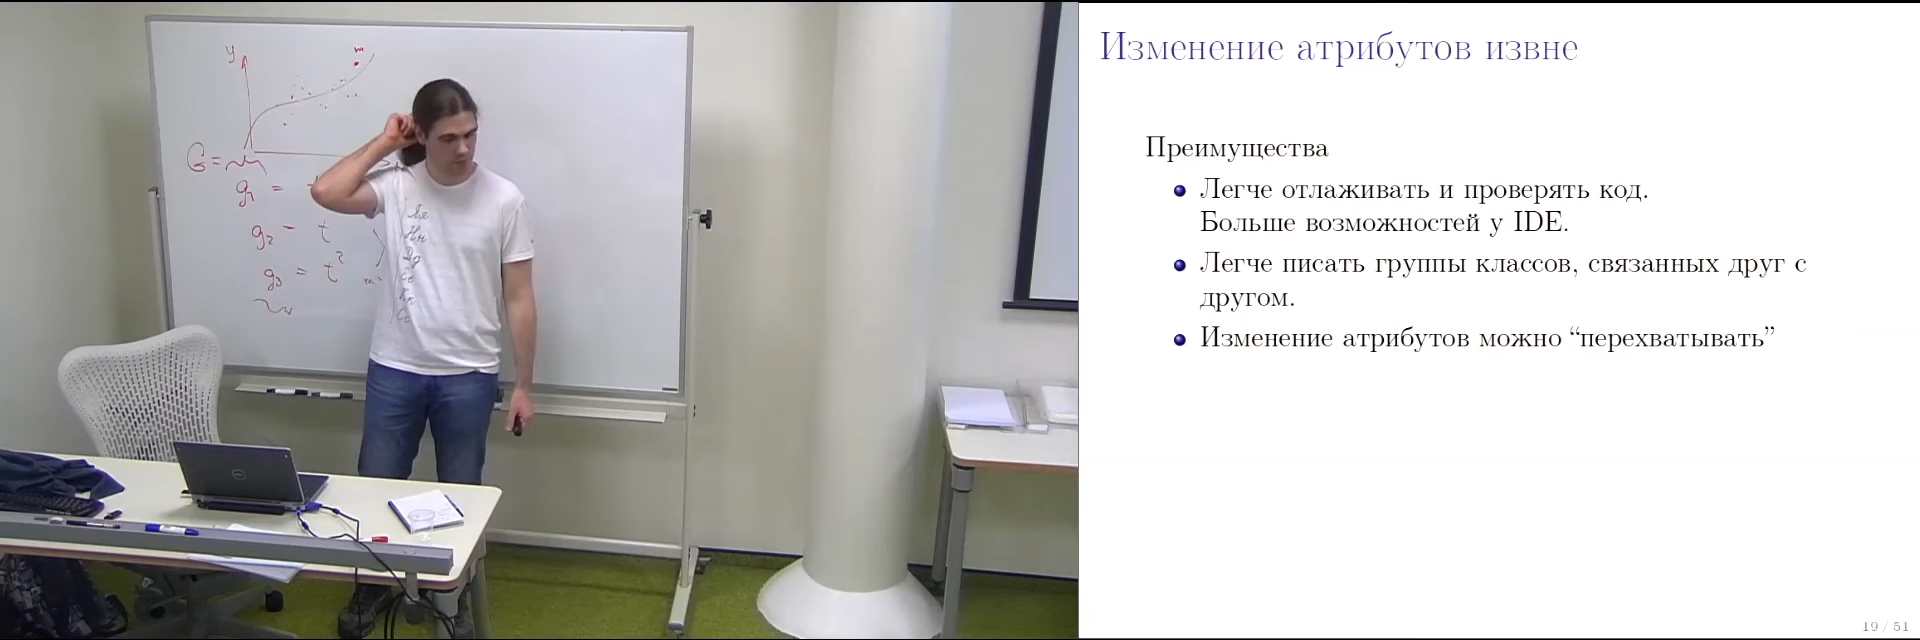 y
m
G =
g₁ =
g₂ = t
g₃ = t²
m =
DELL
Изменение атрибутов извне
Преимущества
Легче отлаживать и проверять код.
Больше возможностей у IDE.
Легче писать группы классов, связанных друг с
другом.
Изменение атрибутов можно “перехватывать”
19 / 51